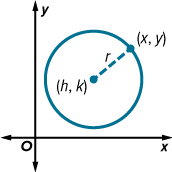 y
(x, y)
r
(h, k)
O
x